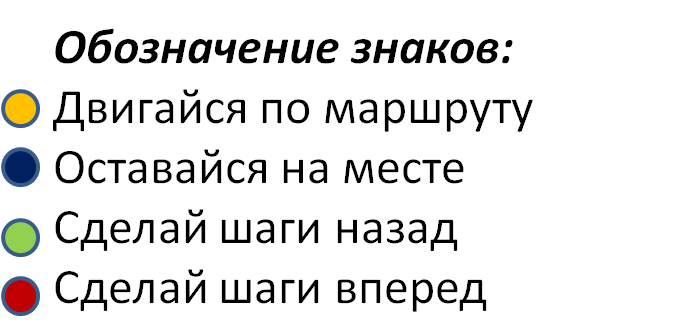 Обозначение знаков:
Двигайся по маршруту
Оставайся на месте
Сделай шаги назад
Сделай шаги вперед